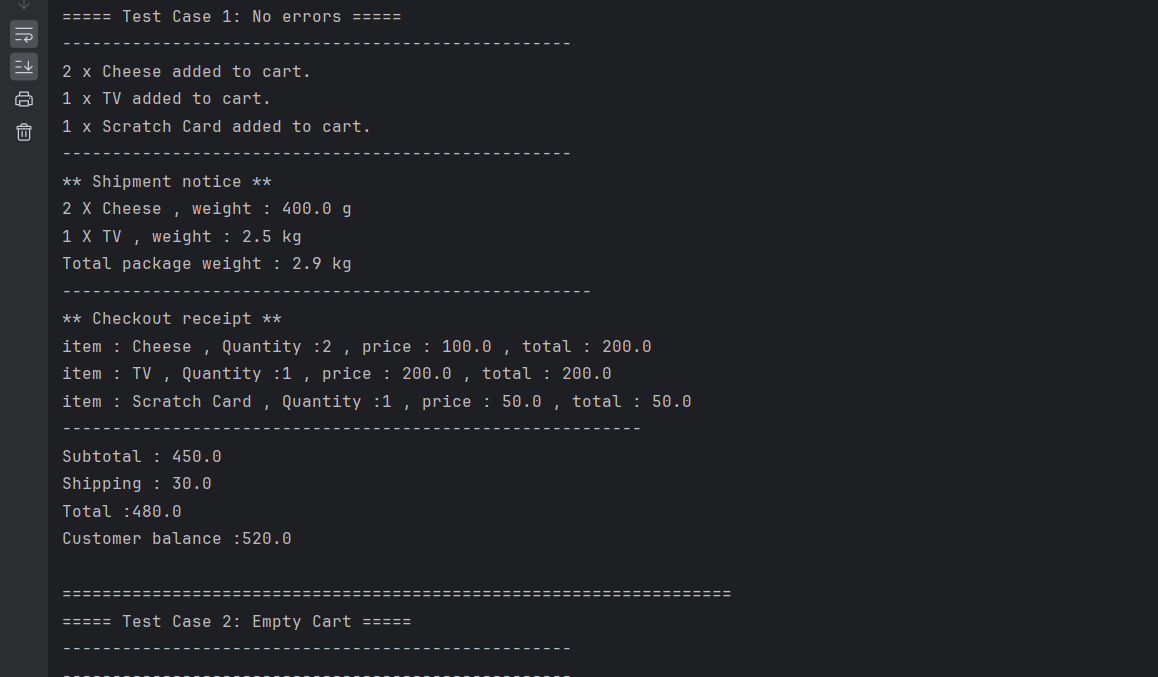 ===== Test Case 1: No errors =====
---------------------------------------------------
2 x Cheese added to cart.
1 x TV added to cart.
1 x Scratch Card added to cart.
---------------------------------------------------
** Shipment notice **
2 X Cheese , weight : 400.0 g
1 X TV , weight : 2.5 kg
Total package weight : 2.9 kg
-----------------------------------------------------
** Checkout receipt **
item : Cheese , Quantity :2 , price : 100.0 , total : 200.0
item : TV , Quantity :1 , price : 200.0 , total : 200.0
item : Scratch Card , Quantity :1 , price : 50.0 , total : 50.0
----------------------------------------------------------
Subtotal : 450.0
Shipping : 30.0
Total :480.0
Customer balance :520.0

===================================================================
===== Test Case 2: Empty Cart =====
---------------------------------------------------
---------------------------------------------------